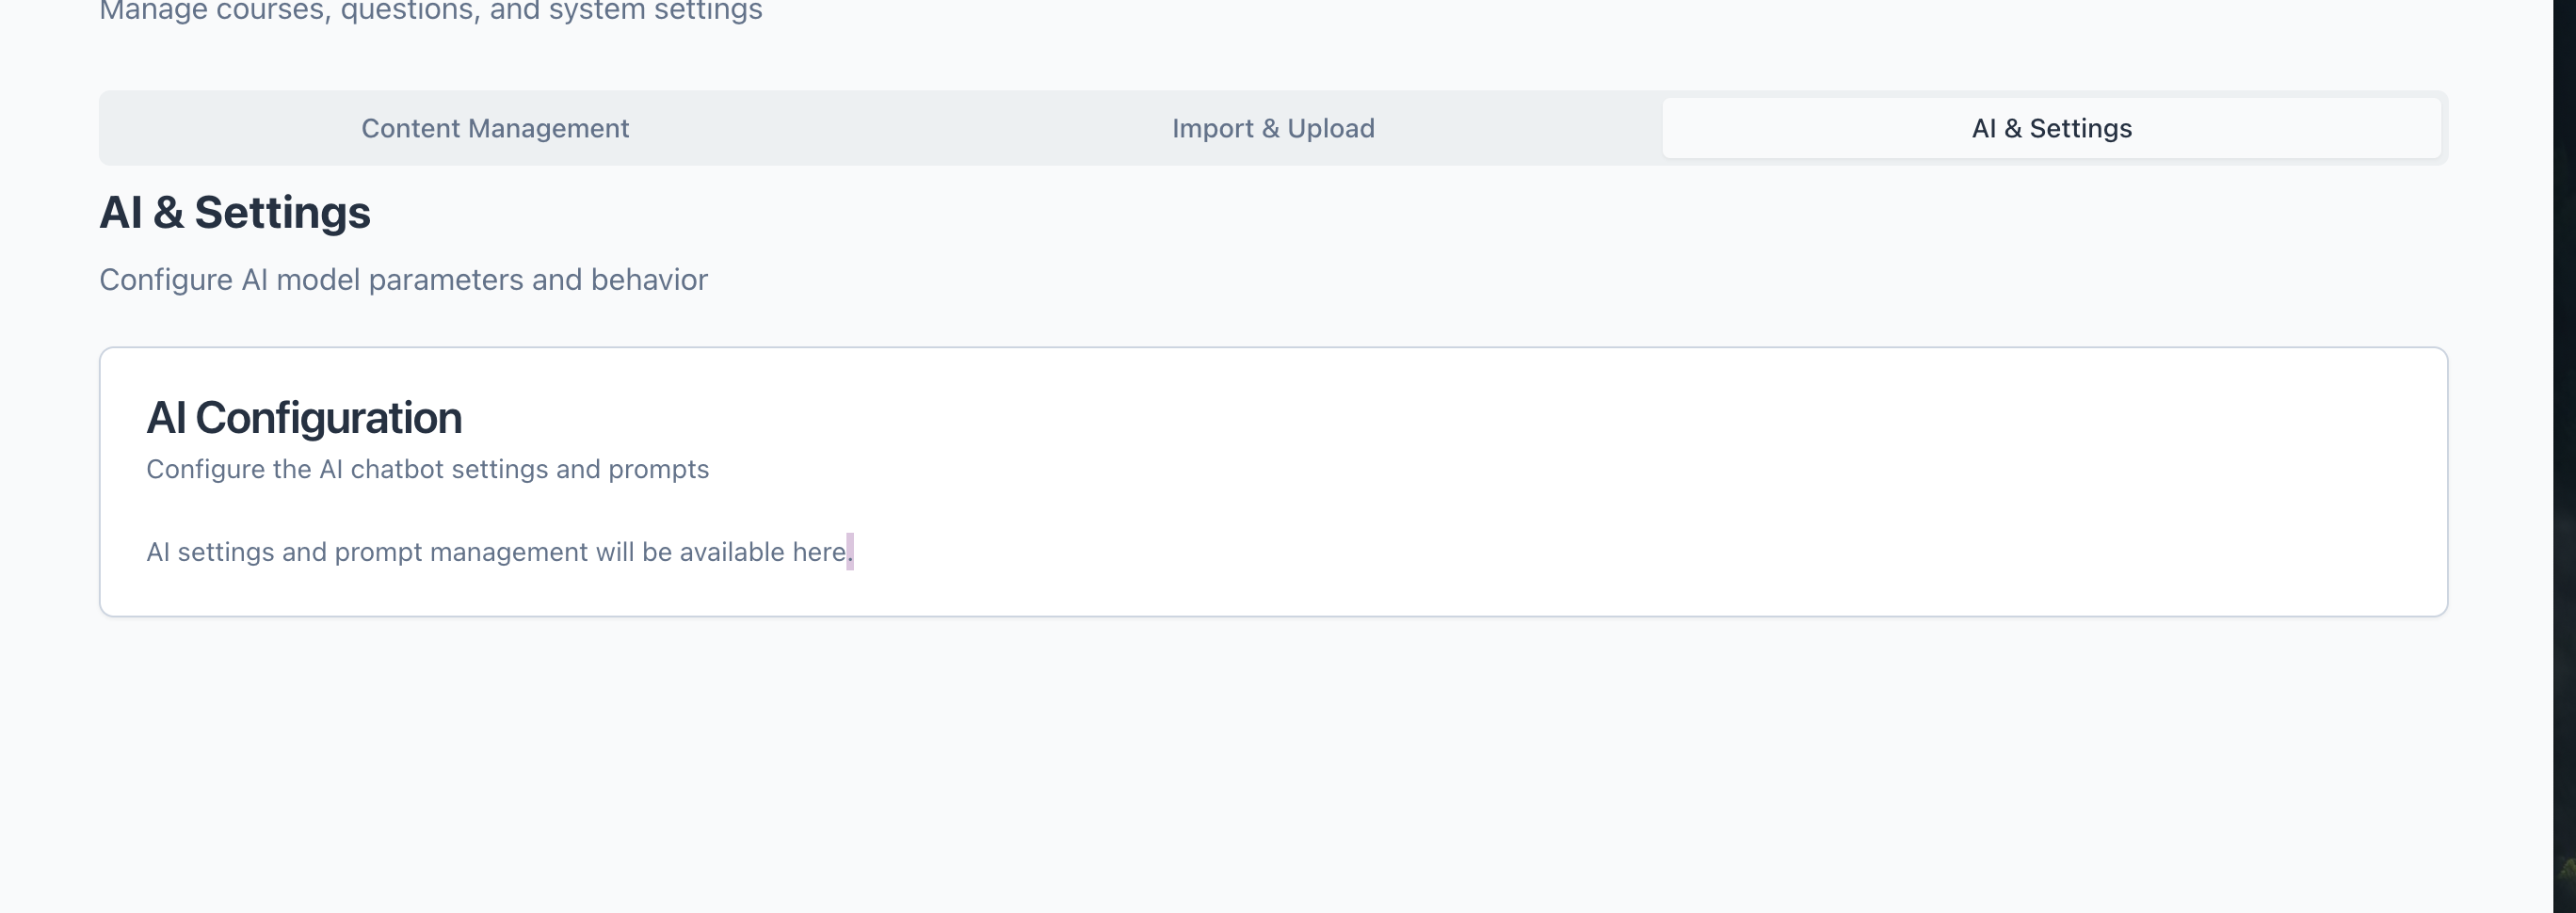 Manage courses, questions, and system settings
Content Management
Import & Upload
AI & Settings
AI & Settings
Configure AI model parameters and behavior
AI Configuration
Configure the AI chatbot settings and prompts
AI settings and prompt management will be available here.